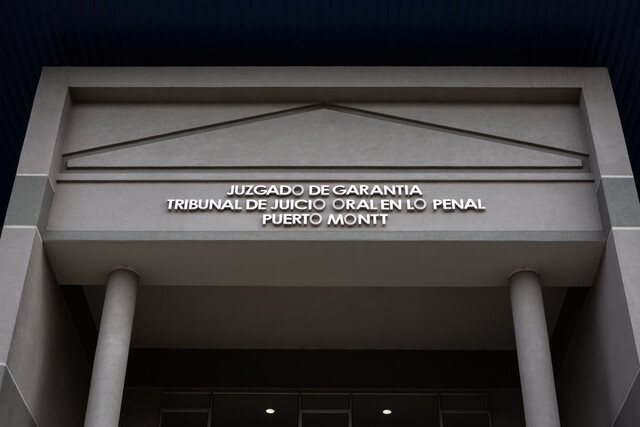 JUZGADO DE GARANTIA
TRIBUNAL DE JUICIO ORAL EN LO PENAL
PUERTO MONTT